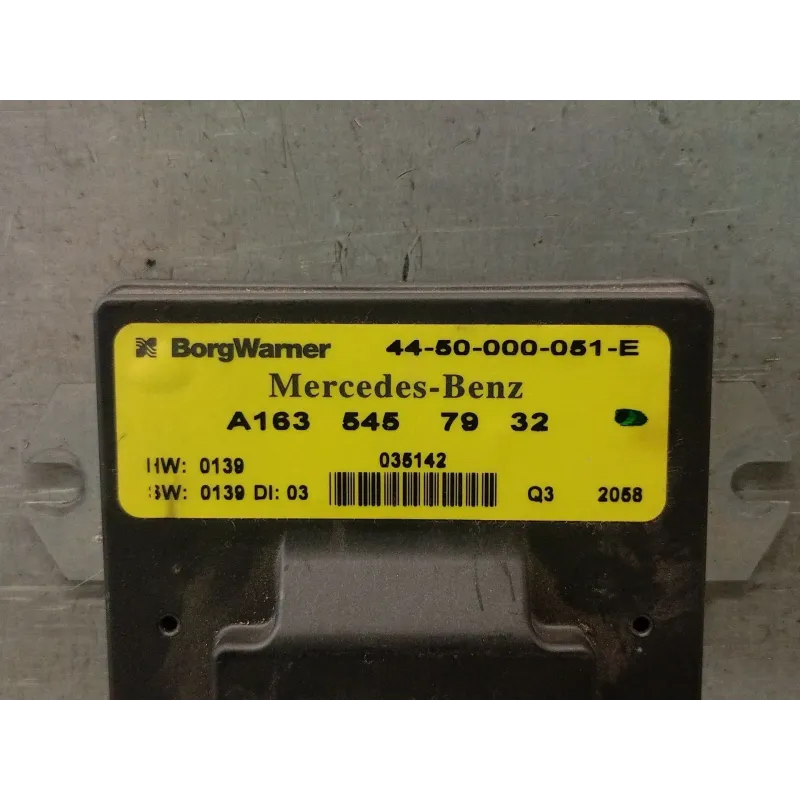 BorgWarner 44-50-000-051-E
Mercedes-Benz
A163 545 79 32
HW: 0139 035142
SW: 0139 DI: 03 Q3 2058